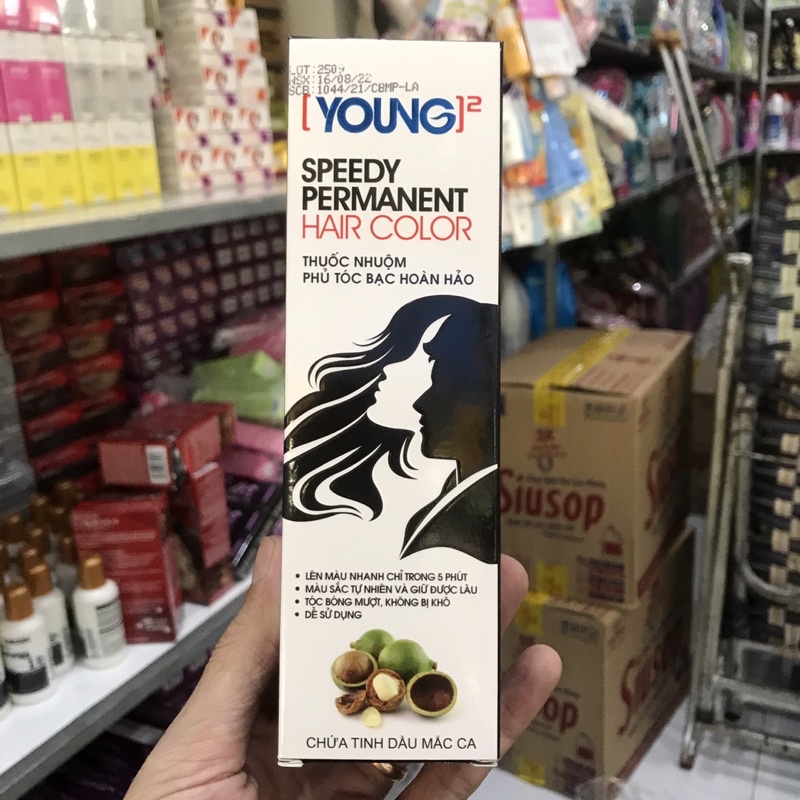 LOT: 2509
NSX: 16/08/22
SCB: 1044/21/CBMP-LA
[YOUNG]²
SPEEDY
PERMANENT
HAIR COLOR
THUỐC NHUỘM
PHỦ TÓC BẠC HOÀN HẢO
• LÊN MÀU NHANH CHỈ TRONG 5 PHÚT
• MÀU SẮC TỰ NHIÊN VÀ GIỮ ĐƯỢC LÂU
• TÓC BÓNG MƯỢT, KHÔNG BỊ KHÔ
• DỄ SỬ DỤNG
CHỨA TINH DẦU MẮC CA
Siusop